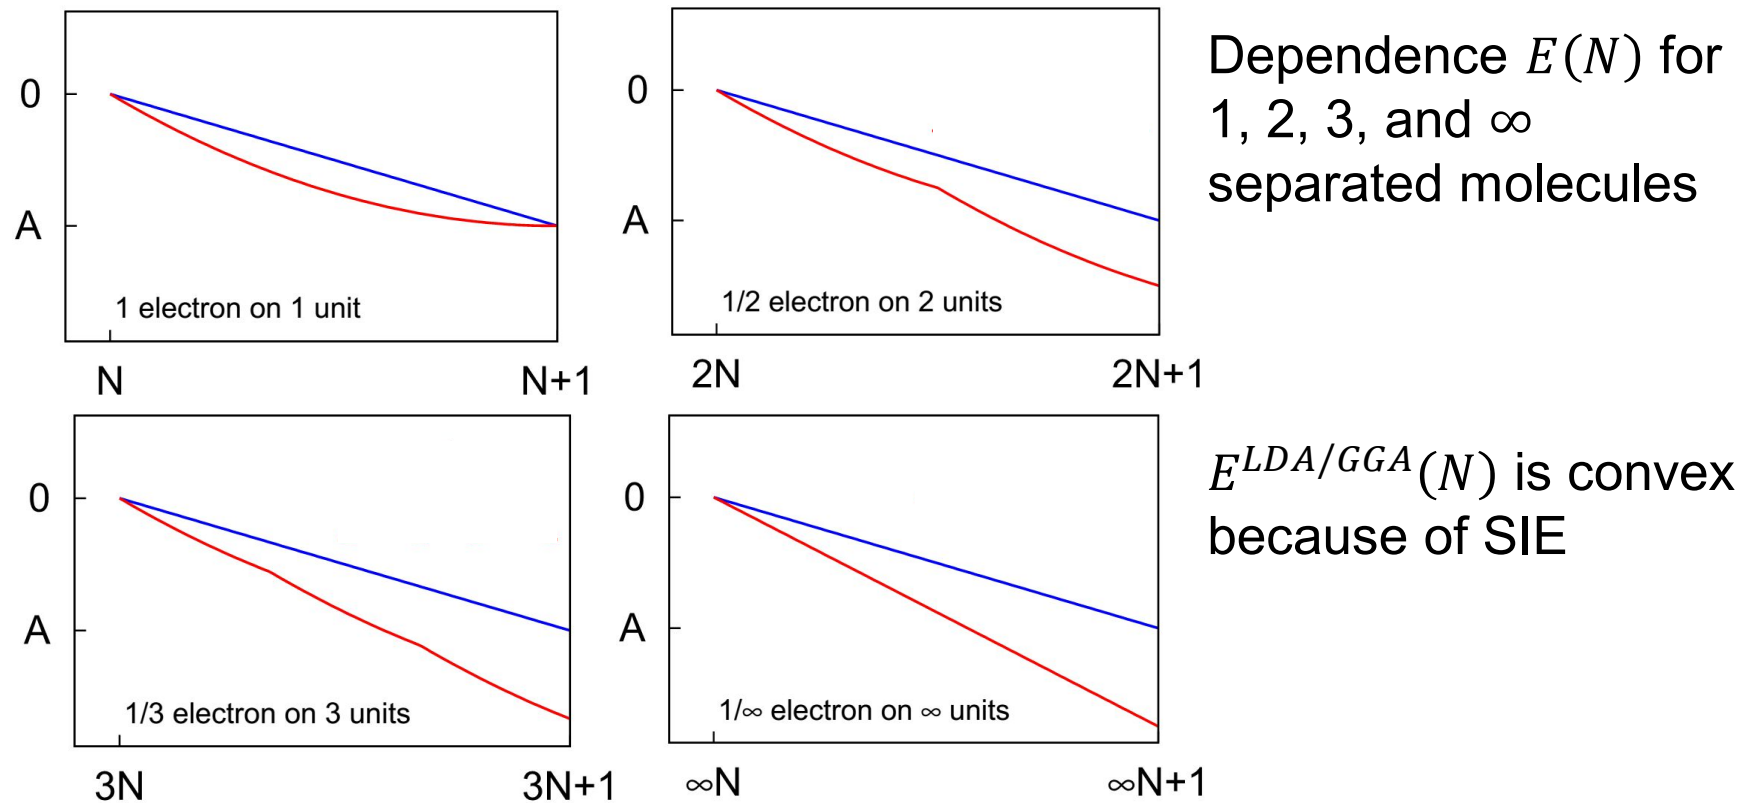 0
A
1 electron on 1 unit
N
N+1
0
A
1/2 electron on 2 units
2N
2N+1
Dependence E(N) for
1, 2, 3, and ∞
separated molecules
0
A
1/3 electron on 3 units
3N
3N+1
0
A
1/∞ electron on ∞ units
∞N
∞N+1
E^{LDA/GGA}(N) is convex
because of SIE